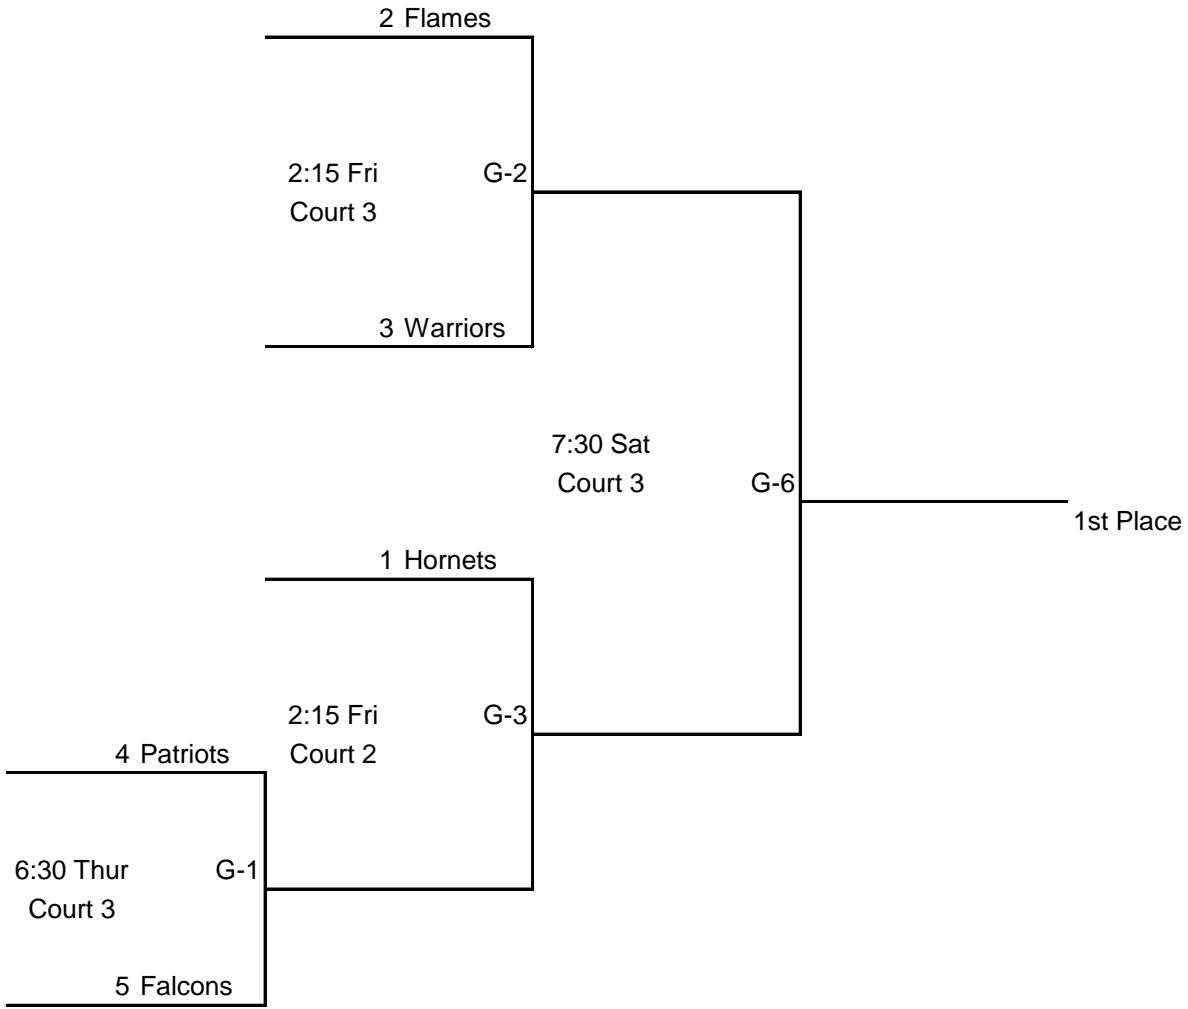 2 Flames
2:15 Fri G-2
Court 3
3 Warriors
7:30 Sat
Court 3 G-6
1st Place
1 Hornets
2:15 Fri G-3
Court 2
4 Patriots
6:30 Thur G-1
Court 3
5 Falcons